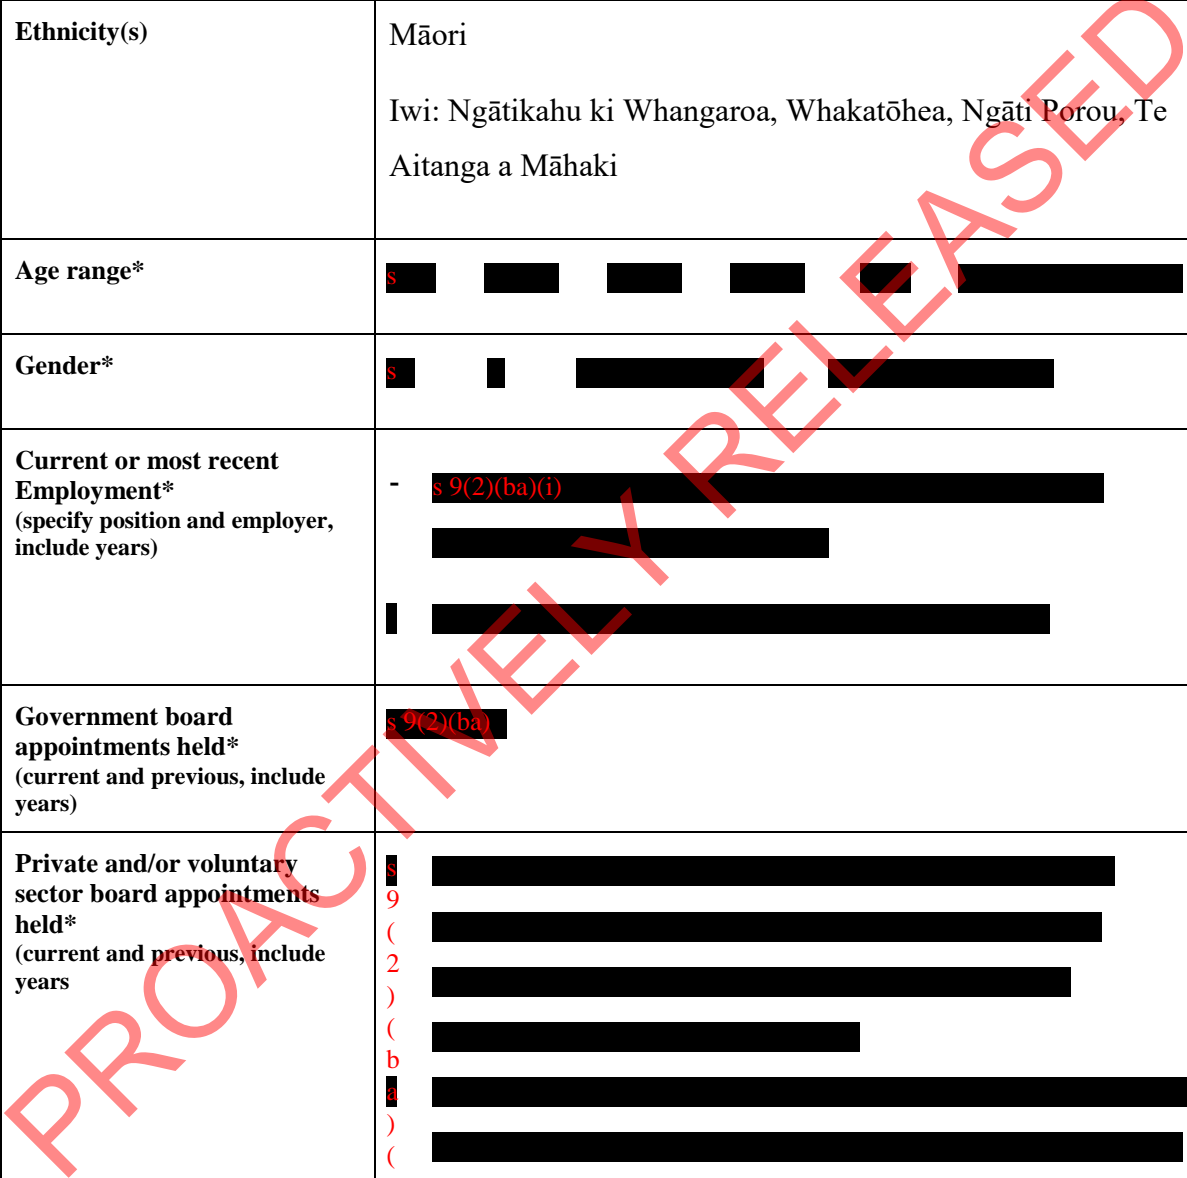 Ethnicity(s)
Māori
Iwi: Ngātikahu ki Whangaroa, Whakatōhea, Ngāti Porou, Te
Aitanga a Māhaki
Age range*
s
Gender*
s
Current or most recent
Employment*
(specify position and employer,
include years)
- s 9(2)(ba)(i)
Government board
appointments held*
(current and previous, include
years)
s 9(2)(ba)
Private and/or voluntary
sector board appointments
held*
(current and previous, include
years
s
9
(
2
)
(
b
a
)
(
PROACTIVELY RELEASED